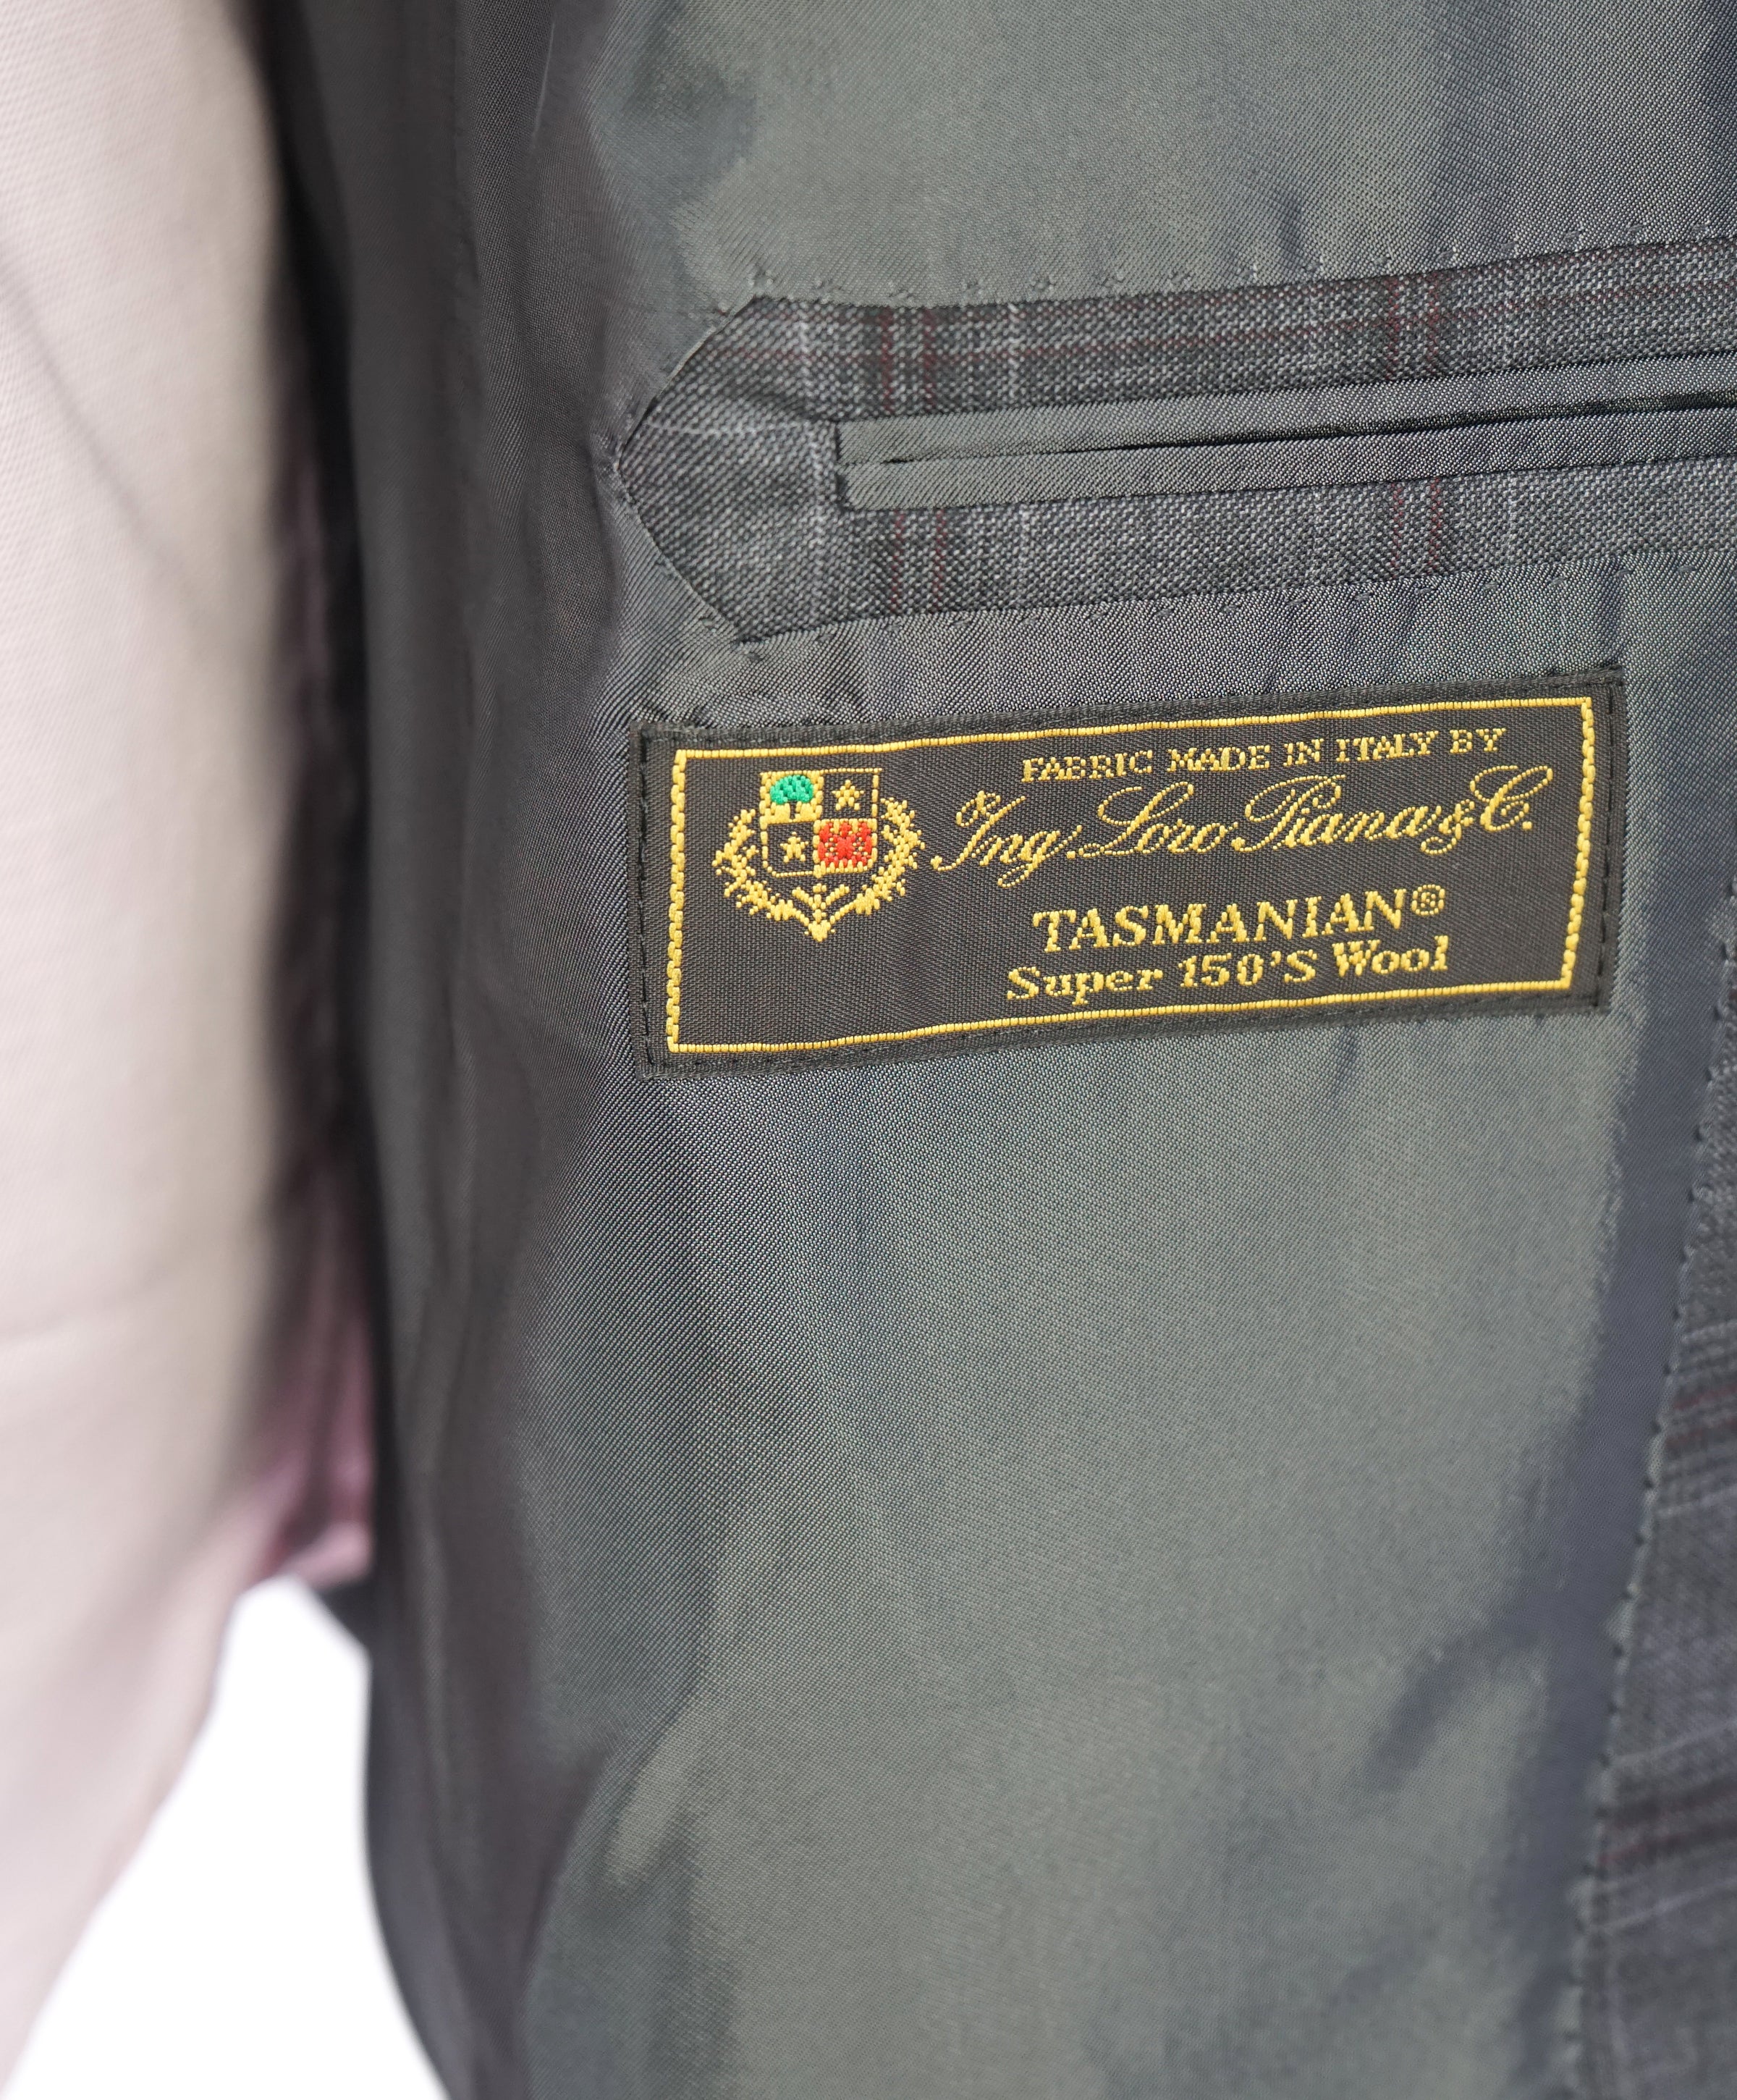 FABRIC MADE IN ITALY BY
Ing. Loro Piana & C.
TASMANIAN®
Super 150'S Wool